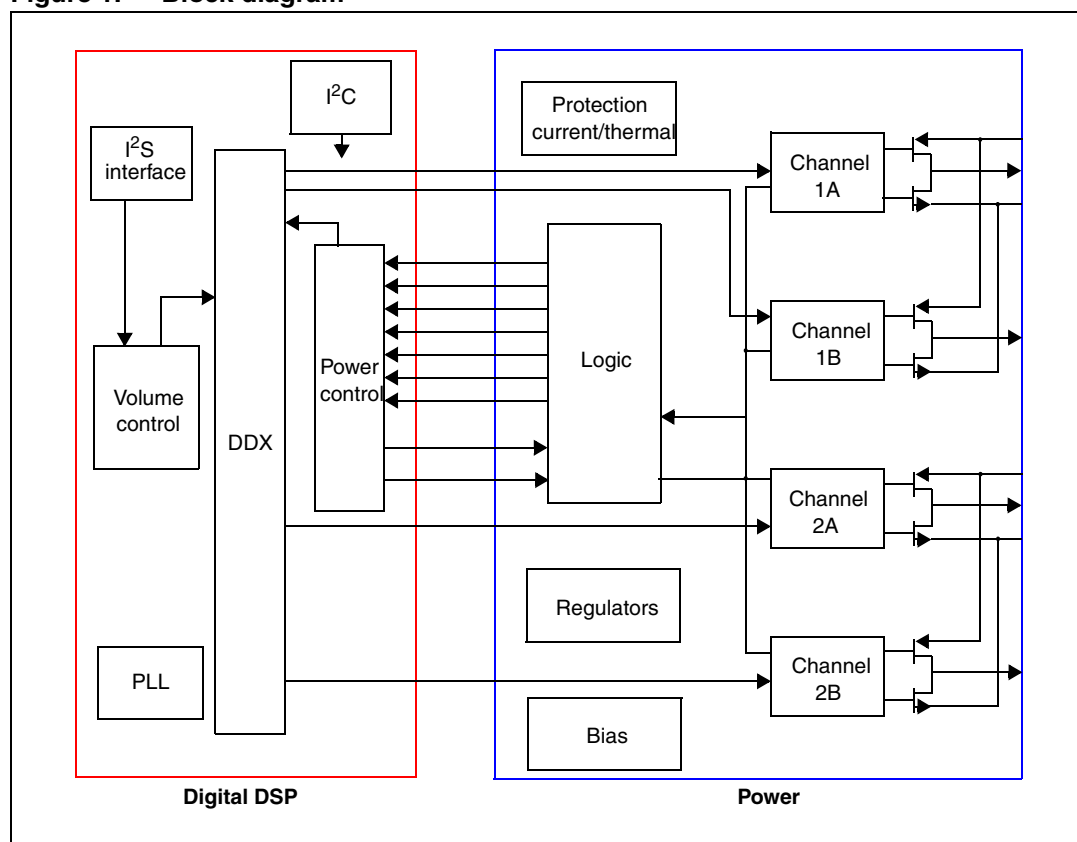 Figure 1. Block diagram
I²C
I²S
interface
Volume
control
DDX
Power
control
PLL
Digital DSP
Protection
current/thermal
Logic
Regulators
Bias
Channel
1A
Channel
1B
Channel
2A
Channel
2B
Power